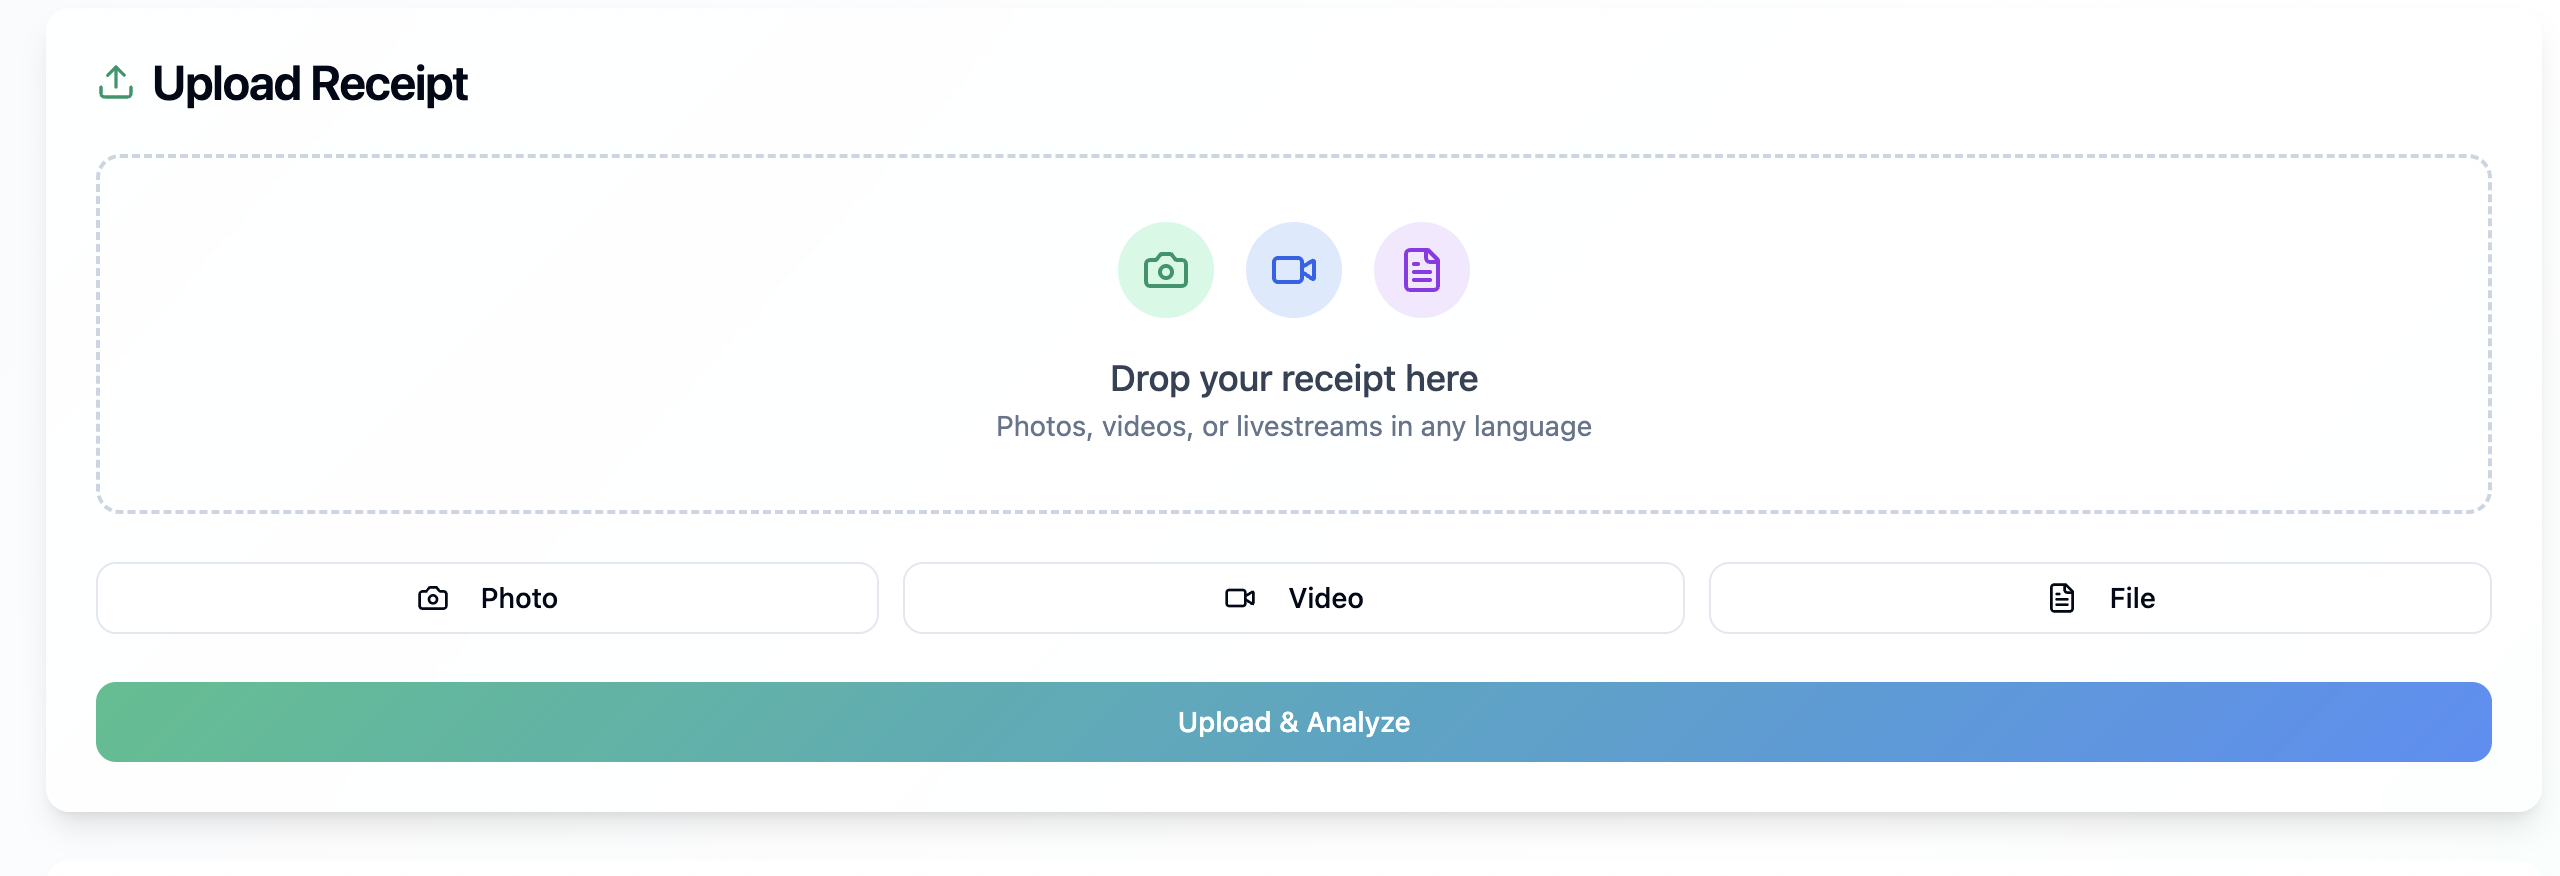 Upload Receipt
Drop your receipt here
Photos, videos, or livestreams in any language
Photo
Video
File
Upload & Analyze